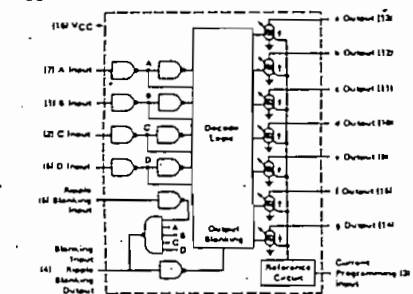 (16) VCC
(7) A Input
(1) B Input
(2) C Input
(6) D Input
Ripple
(5) Blanking
Input
Blanking
Input
(4) Ripple
Blanking
Output
A
B
C
D
A
B
C
D
Decode
Logic
Output
Blanking
Reference
Circuit
a Output [13]
b Output [12]
c Output [11]
d Output [10]
e Output [9]
f Output [15]
g Output [14]
Current
Programming [3]
Input